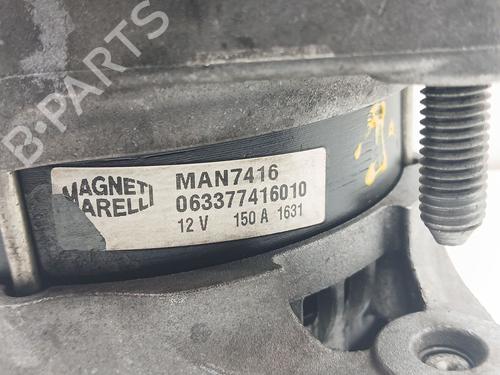 B-PARTS
MAGNETI
MARELLI
MAN7416
063377416010
12 V 150 A 1631